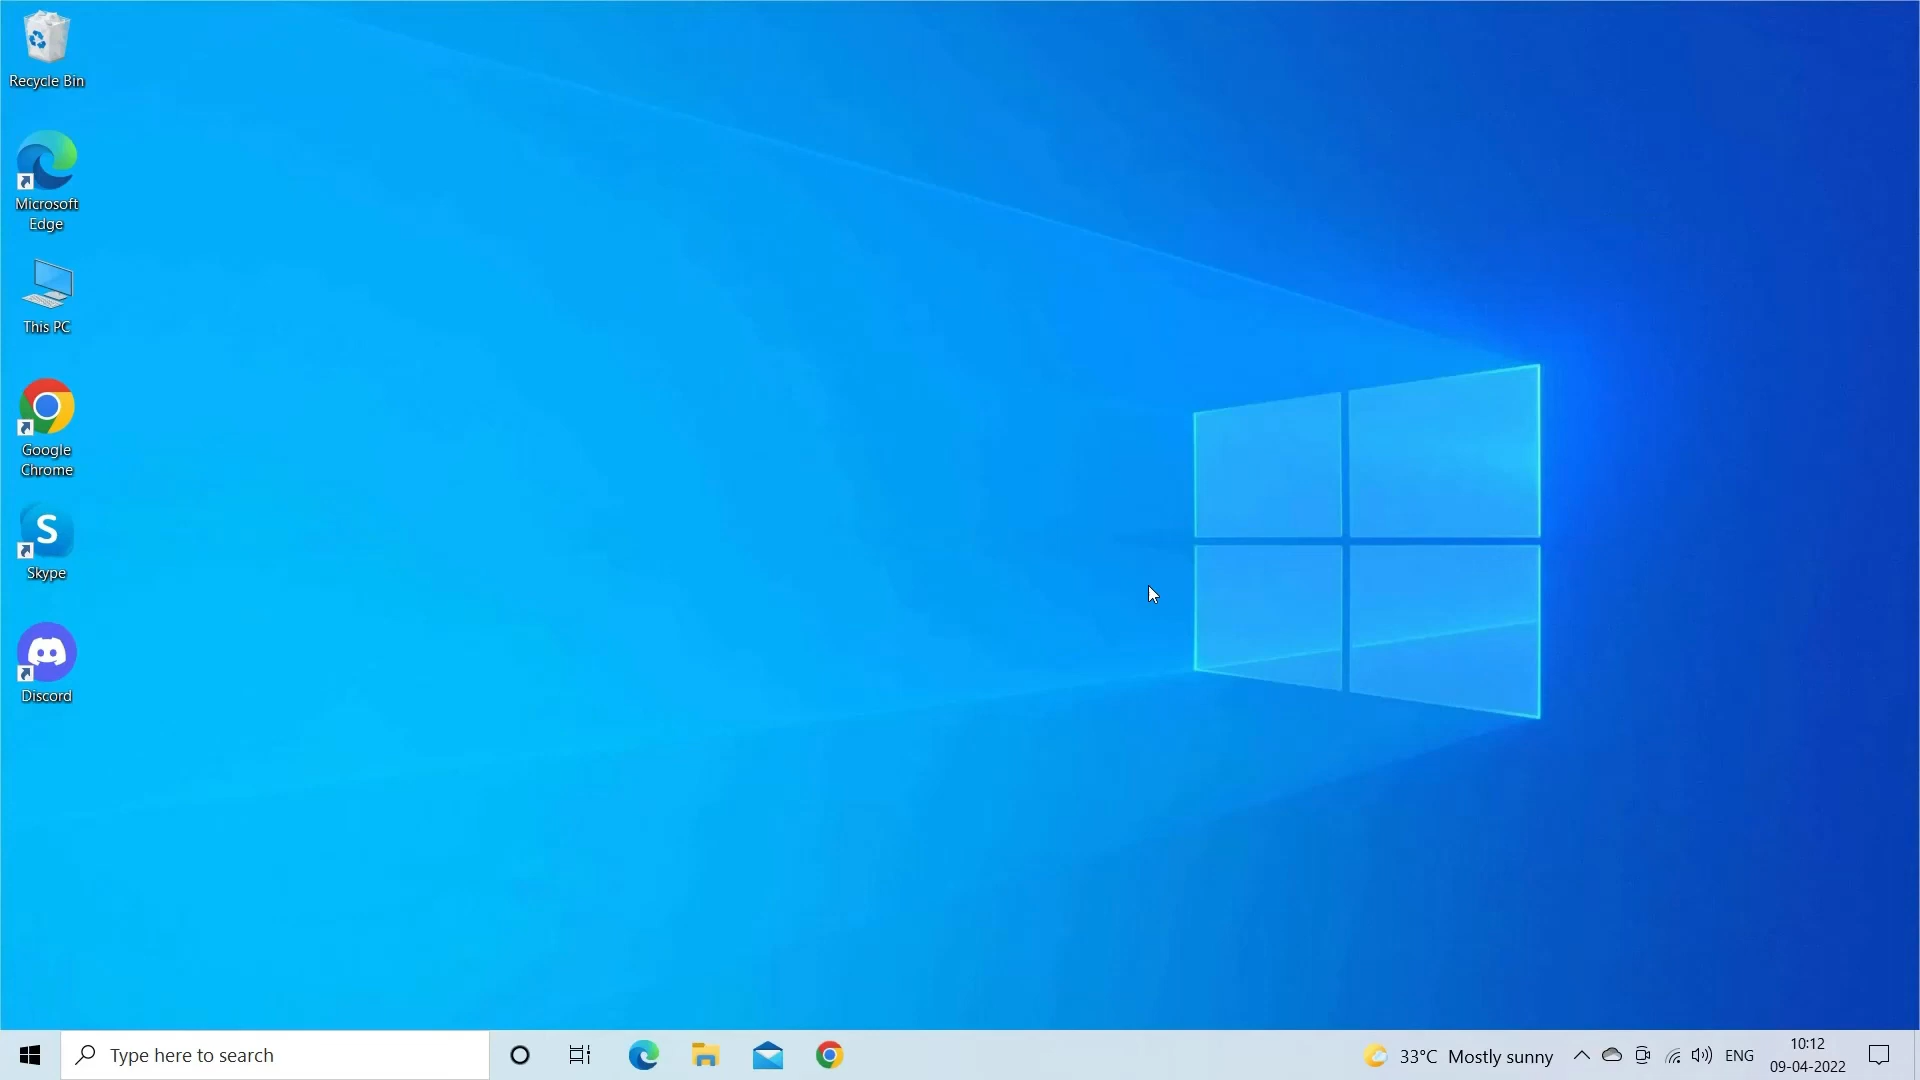 Recycle Bin
Microsoft
Edge
This PC
Google
Chrome
S
Skype
Discord
Type here to search
33°C Mostly sunny
ENG
10:12
09-04-2022